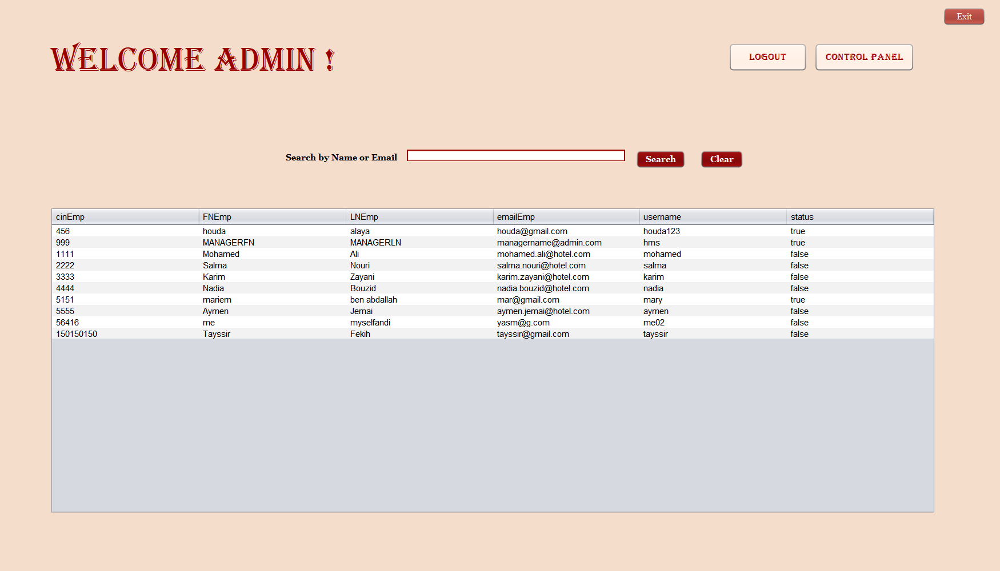 Exit
WELCOME ADMIN !
LOGOUT CONTROL PANEL
Search by Name or Email Search Clear
cinEmp FNEmp LNEmp emailEmp username status
456 houda alaya houda@gmail.com houda123 true
999 MANAGERFN MANAGERLN managername@admin.com hms true
1111 Mohamed Ali mohamed.ali@hotel.com mohamed false
2222 Salma Nouri salma.nouri@hotel.com salma false
3333 Karim Zayani karim.zayani@hotel.com karim false
4444 Nadia Bouzid nadia.bouzid@hotel.com nadia false
5151 mariem ben abdallah mar@gmail.com mary true
5555 Aymen Jemai aymen.jemai@hotel.com aymen false
56416 me myselfandi yasm@g.com me02 false
150150150 Tayssir Fekih tayssir@gmail.com tayssir false